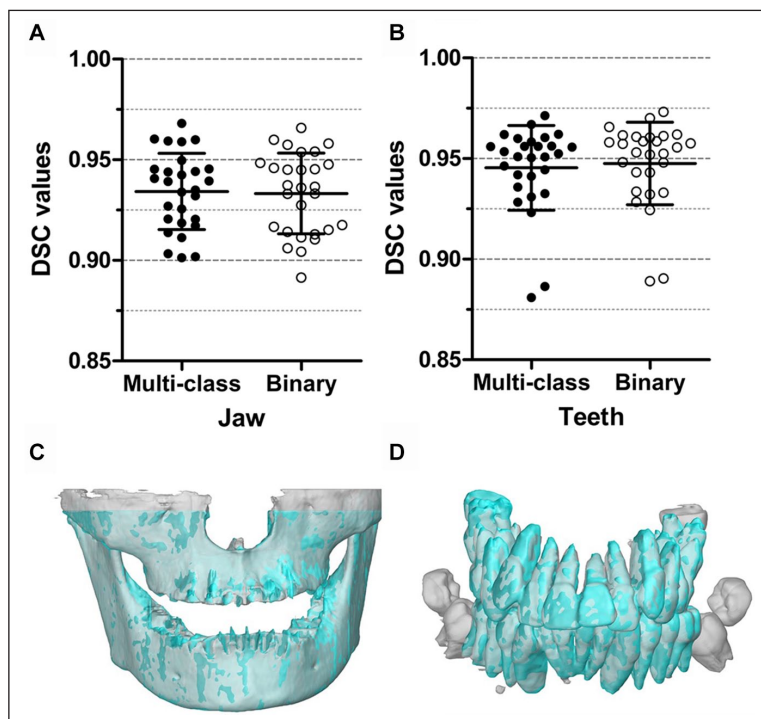 A
B
1.00
0.95
0.90
0.85
DSC values
Multi-class
Binary
Jaw
1.00
0.95
0.90
0.85
DSC values
Multi-class
Binary
Teeth
C
D